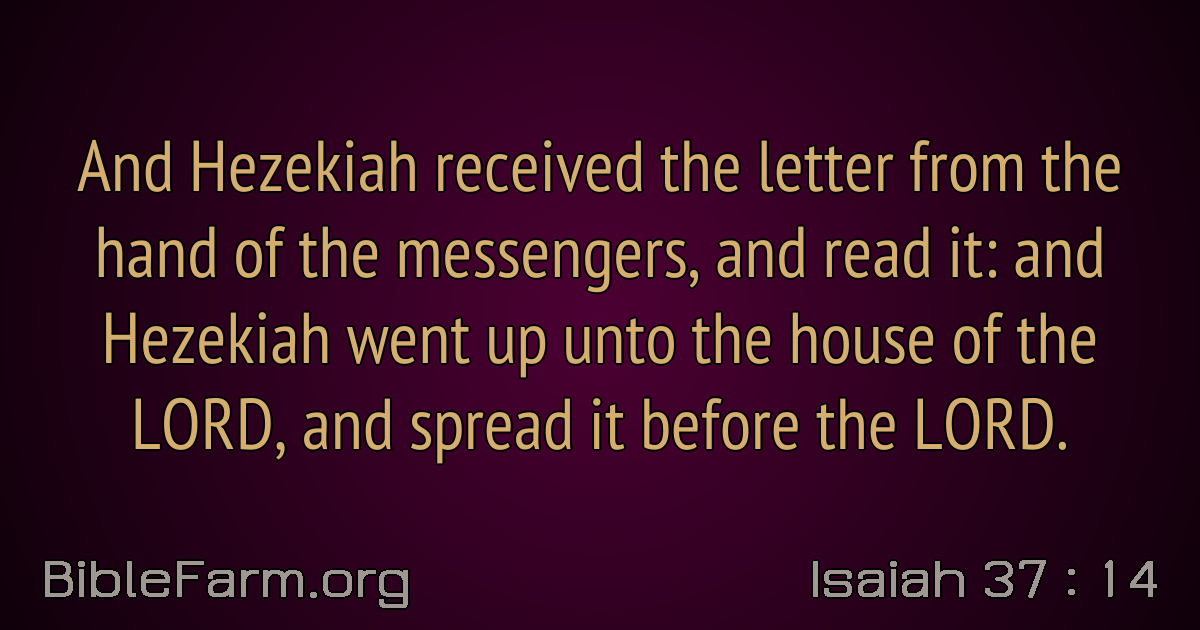 And Hezekiah received the letter from the
hand of the messengers, and read it: and
Hezekiah went up unto the house of the
LORD, and spread it before the LORD.
BibleFarm.org
Isaiah 37 : 14